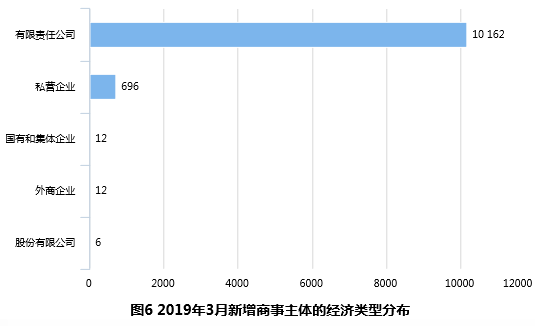 有限责任公司 10 162
私营企业 696
国有和集体企业 12
外商企业 12
股份有限公司 6
0 2000 4000 6000 8000 10000 12000
图6 2019年3月新增商事主体的经济类型分布